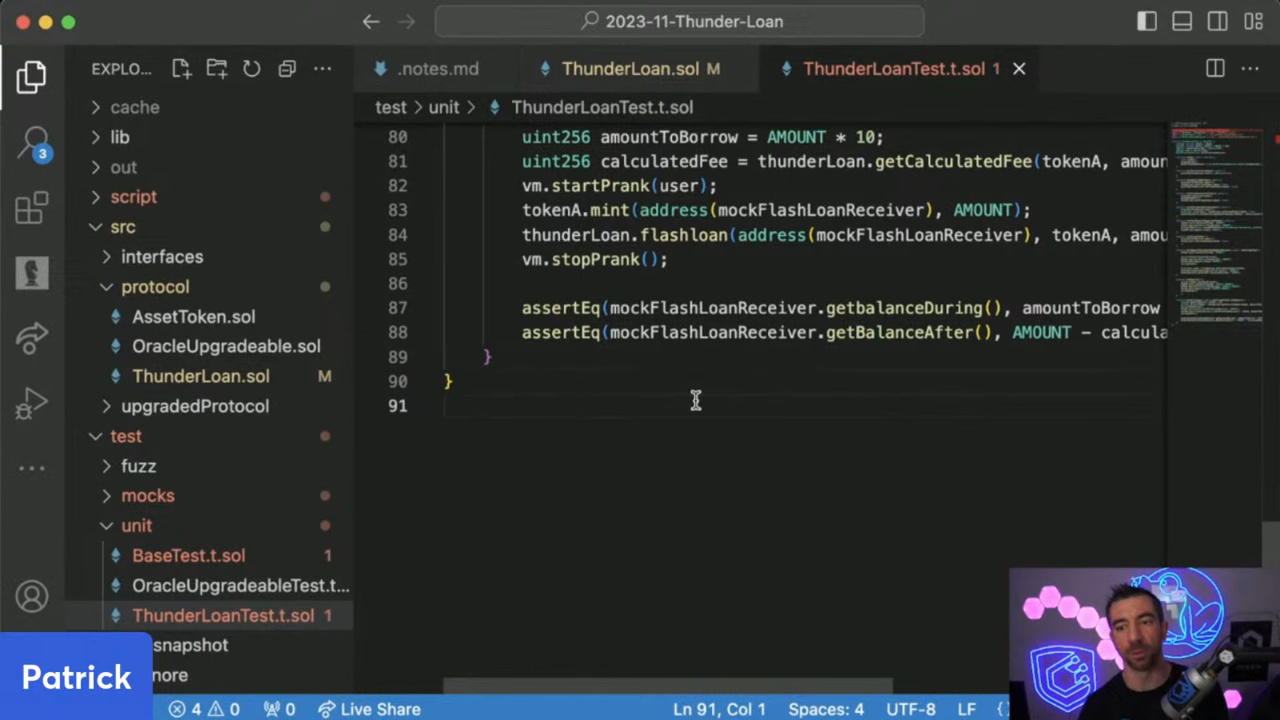 2023-11-Thunder-Loan
EXPLO...
.notes.md
ThunderLoan.sol M
ThunderLoanTest.t.sol 1
test > unit > ThunderLoanTest.t.sol
cache
lib
out
script
src
interfaces
protocol
AssetToken.sol
OracleUpgradeable.sol
ThunderLoan.sol M
upgradedProtocol
test
fuzz
mocks
unit
BaseTest.t.sol 1
OracleUpgradeableTest.t...
ThunderLoanTest.t.sol 1
snapshot
nore
3
80 uint256 amountToBorrow = AMOUNT * 10;
81 uint256 calculatedFee = thunderLoan.getCalculatedFee(tokenA, amoun
82 vm.startPrank(user);
83 tokenA.mint(address(mockFlashLoanReceiver), AMOUNT);
84 thunderLoan.flashloan(address(mockFlashLoanReceiver), tokenA, amou
85 vm.stopPrank();
86
87 assertEq(mockFlashLoanReceiver.getbalanceDuring(), amountToBorrow
88 assertEq(mockFlashLoanReceiver.getBalanceAfter(), AMOUNT - calcula
89 }
90 }
91
Patrick
4 0 0 Live Share
Ln 91, Col 1 Spaces: 4 UTF-8 LF {